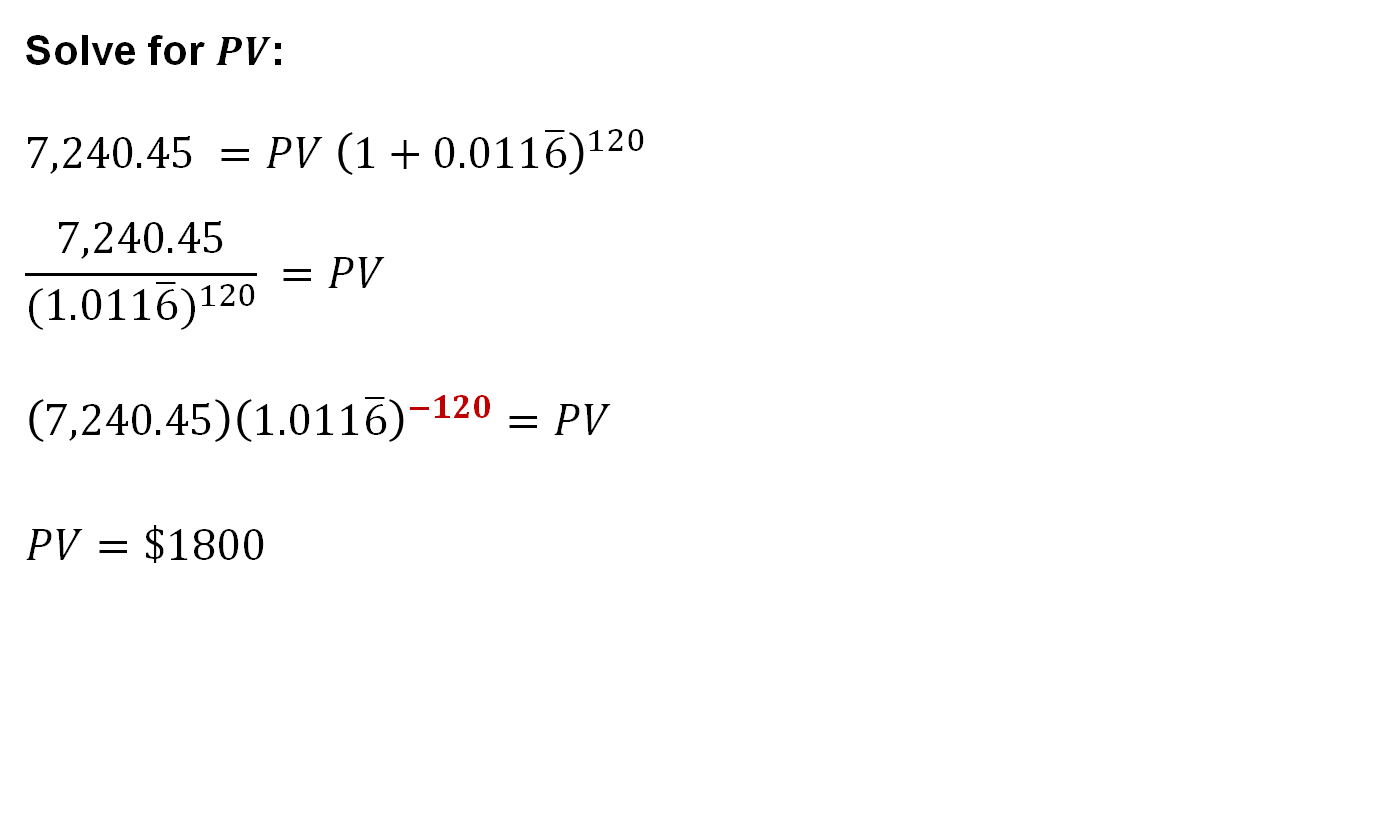 Solve for PV:
7,240.45 = PV (1 + 0.0116̅)¹²⁰
7,240.45
(1.0116̅)¹²⁰ = PV
(7,240.45)(1.0116̅)⁻¹²⁰ = PV
PV = $1800